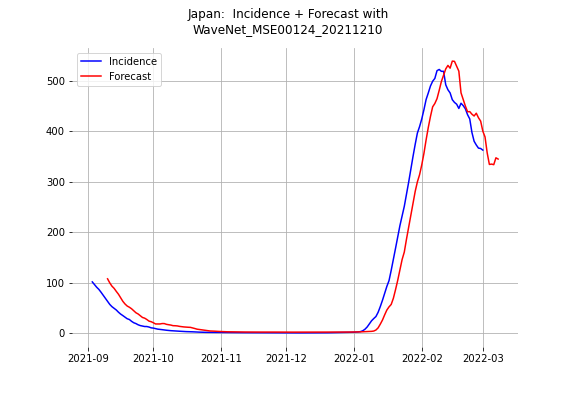 Japan:  Incidence + Forecast with
WaveNet_MSE00124_20211210
Incidence
Forecast
500
400
300
200
100
0
2021-09 2021-10 2021-11 2021-12 2022-01 2022-02 2022-03